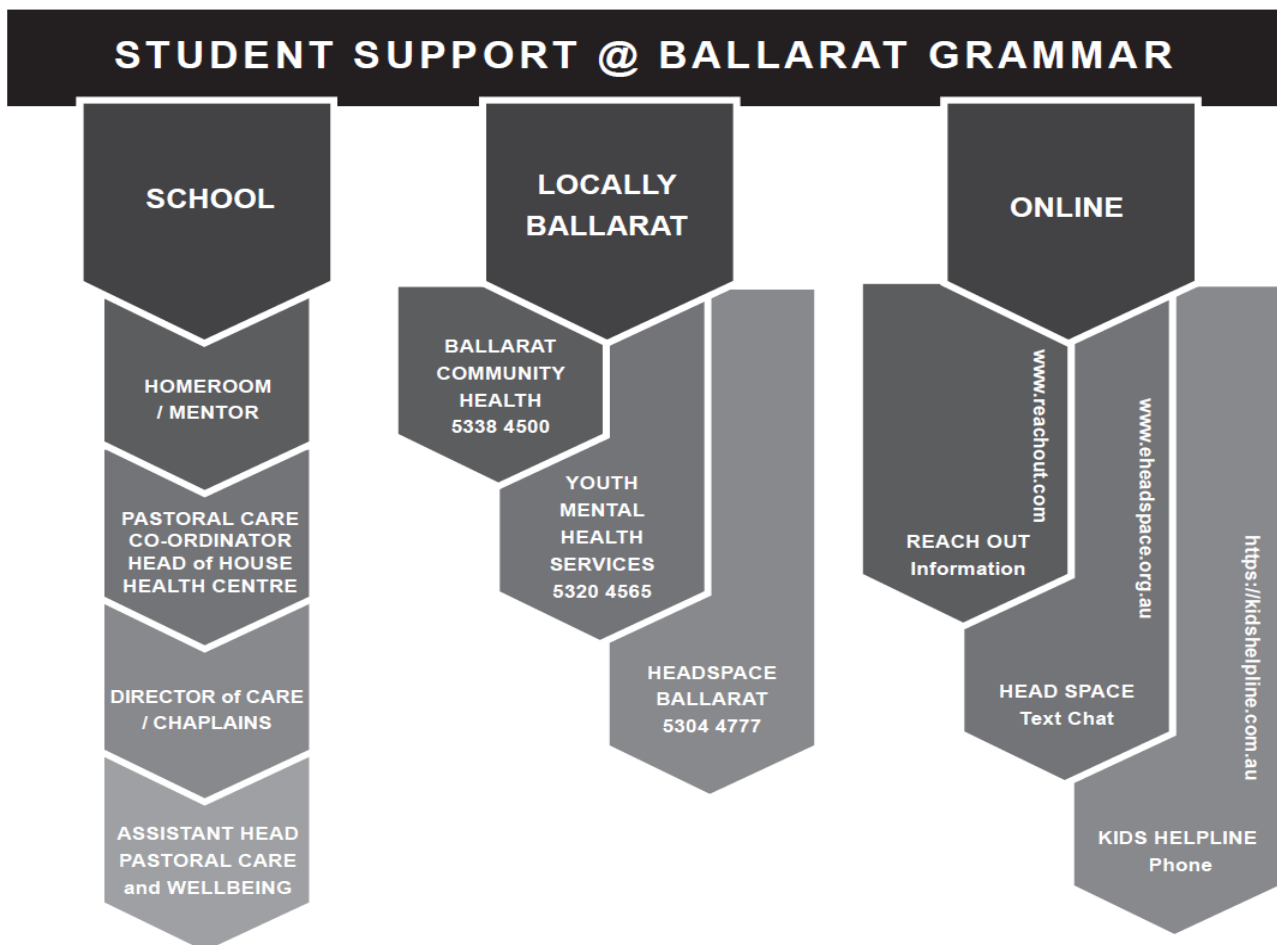 STUDENT SUPPORT @ BALLARAT GRAMMAR
SCHOOL
HOMEROOM
/ MENTOR
PASTORAL CARE
CO-ORDINATOR
HEAD of HOUSE
HEALTH CENTRE
DIRECTOR of CARE
/ CHAPLAINS
ASSISTANT HEAD
PASTORAL CARE
and WELLBEING
LOCALLY
BALLARAT
BALLARAT
COMMUNITY
HEALTH
5338 4500
YOUTH
MENTAL
HEALTH
SERVICES
5320 4565
HEADSPACE
BALLARAT
5304 4777
ONLINE
www.reachout.com
REACH OUT
Information
www.eheadspace.org.au
HEAD SPACE
Text Chat
https://kidshelpline.com.au
KIDS HELPLINE
Phone